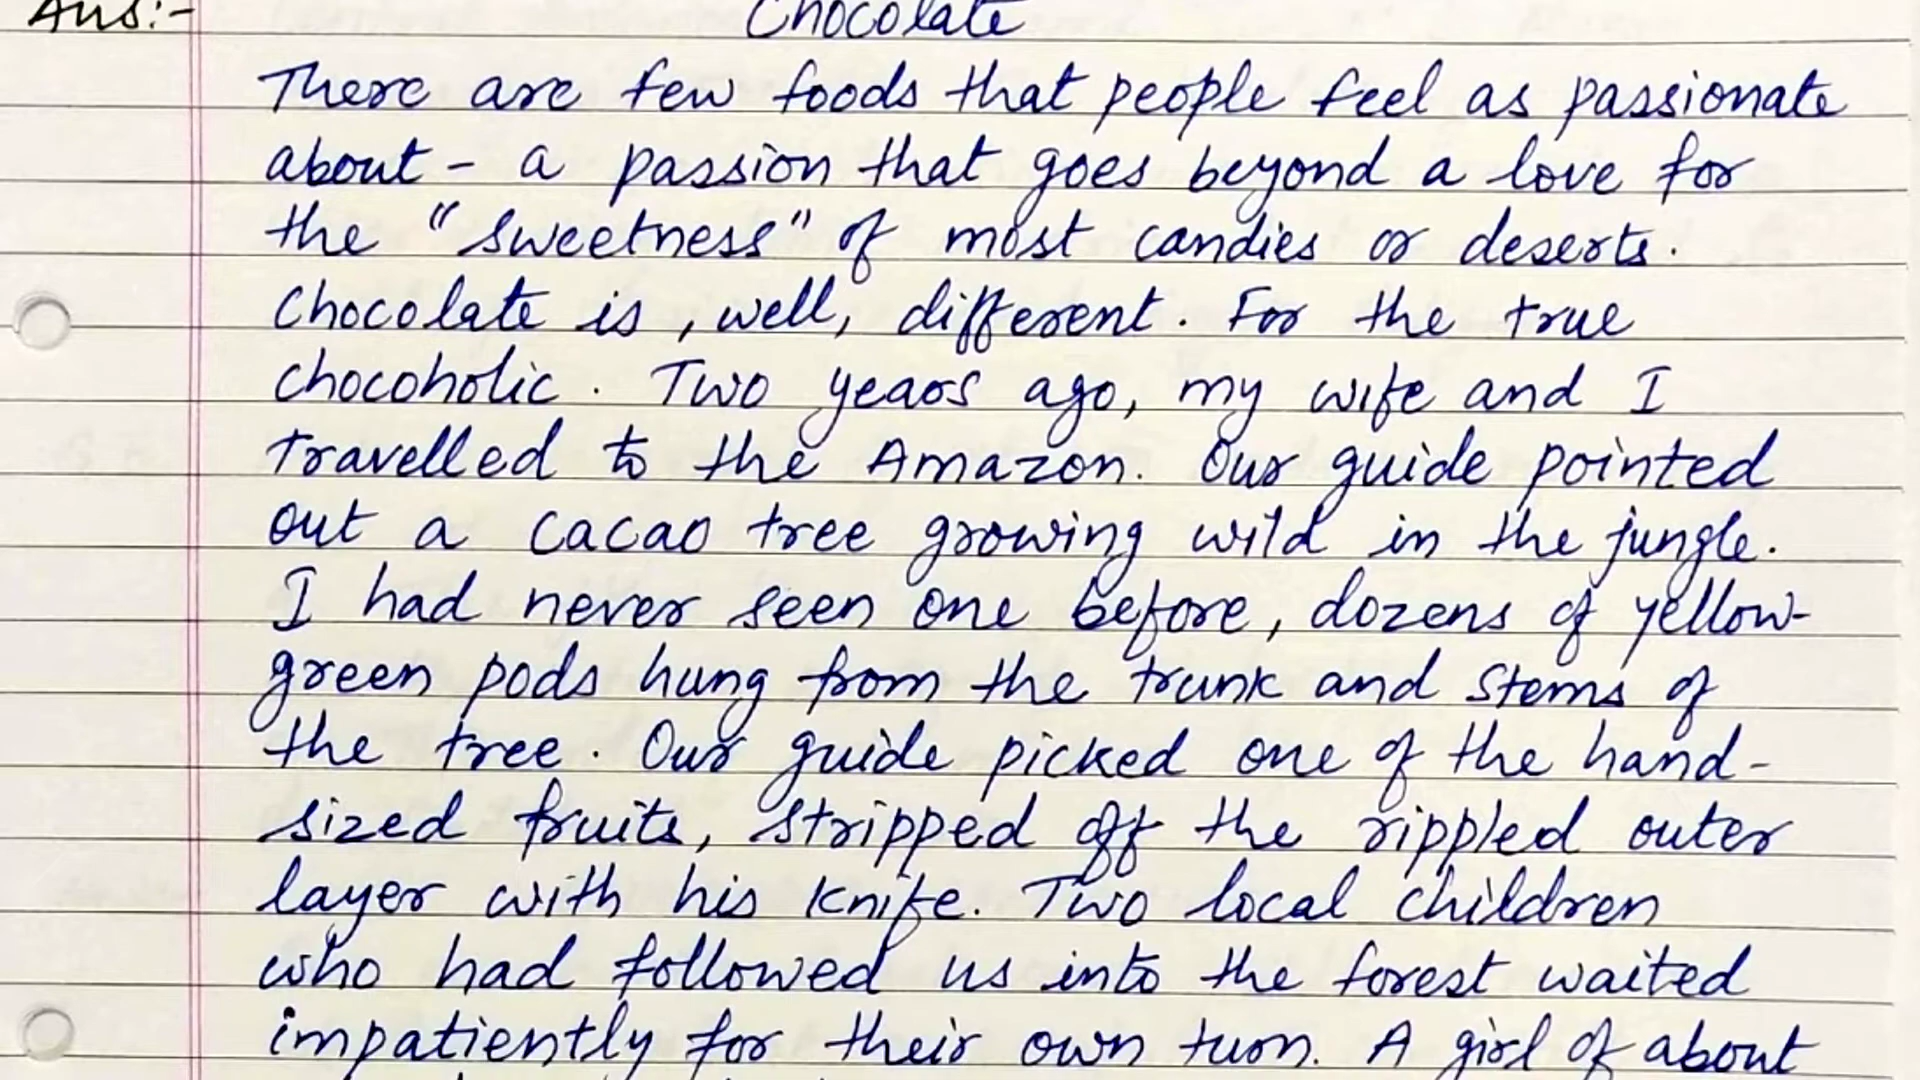 Ans:-
Chocolate
There are few foods that people feel as passionate
about - a passion that goes beyond a love for
the "sweetness" of most candies or deserts.
Chocolate is , well, different. For the true
chocoholic. Two years ago, my wife and I
travelled to the Amazon. Our guide pointed
out a cacao tree growing wild in the jungle.
I had never seen one before, dozens of yellow-
green pods hung from the trunk and stems of
the tree. Our guide picked one of the hand-
sized fruits, stripped off the rippled outer
layer with his knife. Two local children
who had followed us into the forest waited
impatiently for their own turn. A girl of about